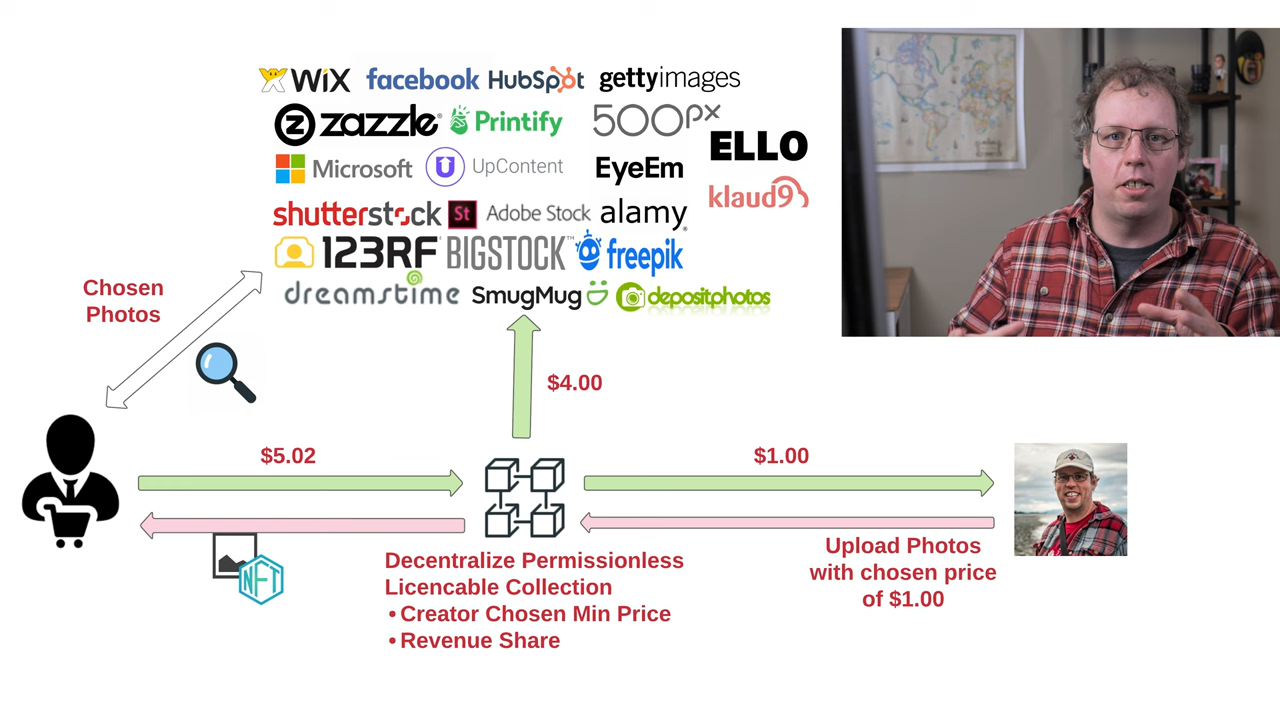 WiX facebook HubSpot gettyimages
zazzle Printify 500px
ELLO
Microsoft UpContent EyeEm
klaud9
shutterstock St Adobe Stock alamy
123RF BIGSTOCK™ freepik
dreamstime SmugMug depositphotos
Chosen
Photos
$4.00
$5.02
$1.00
NFT
Decentralize Permissionless
Licencable Collection
• Creator Chosen Min Price
• Revenue Share
Upload Photos
with chosen price
of $1.00